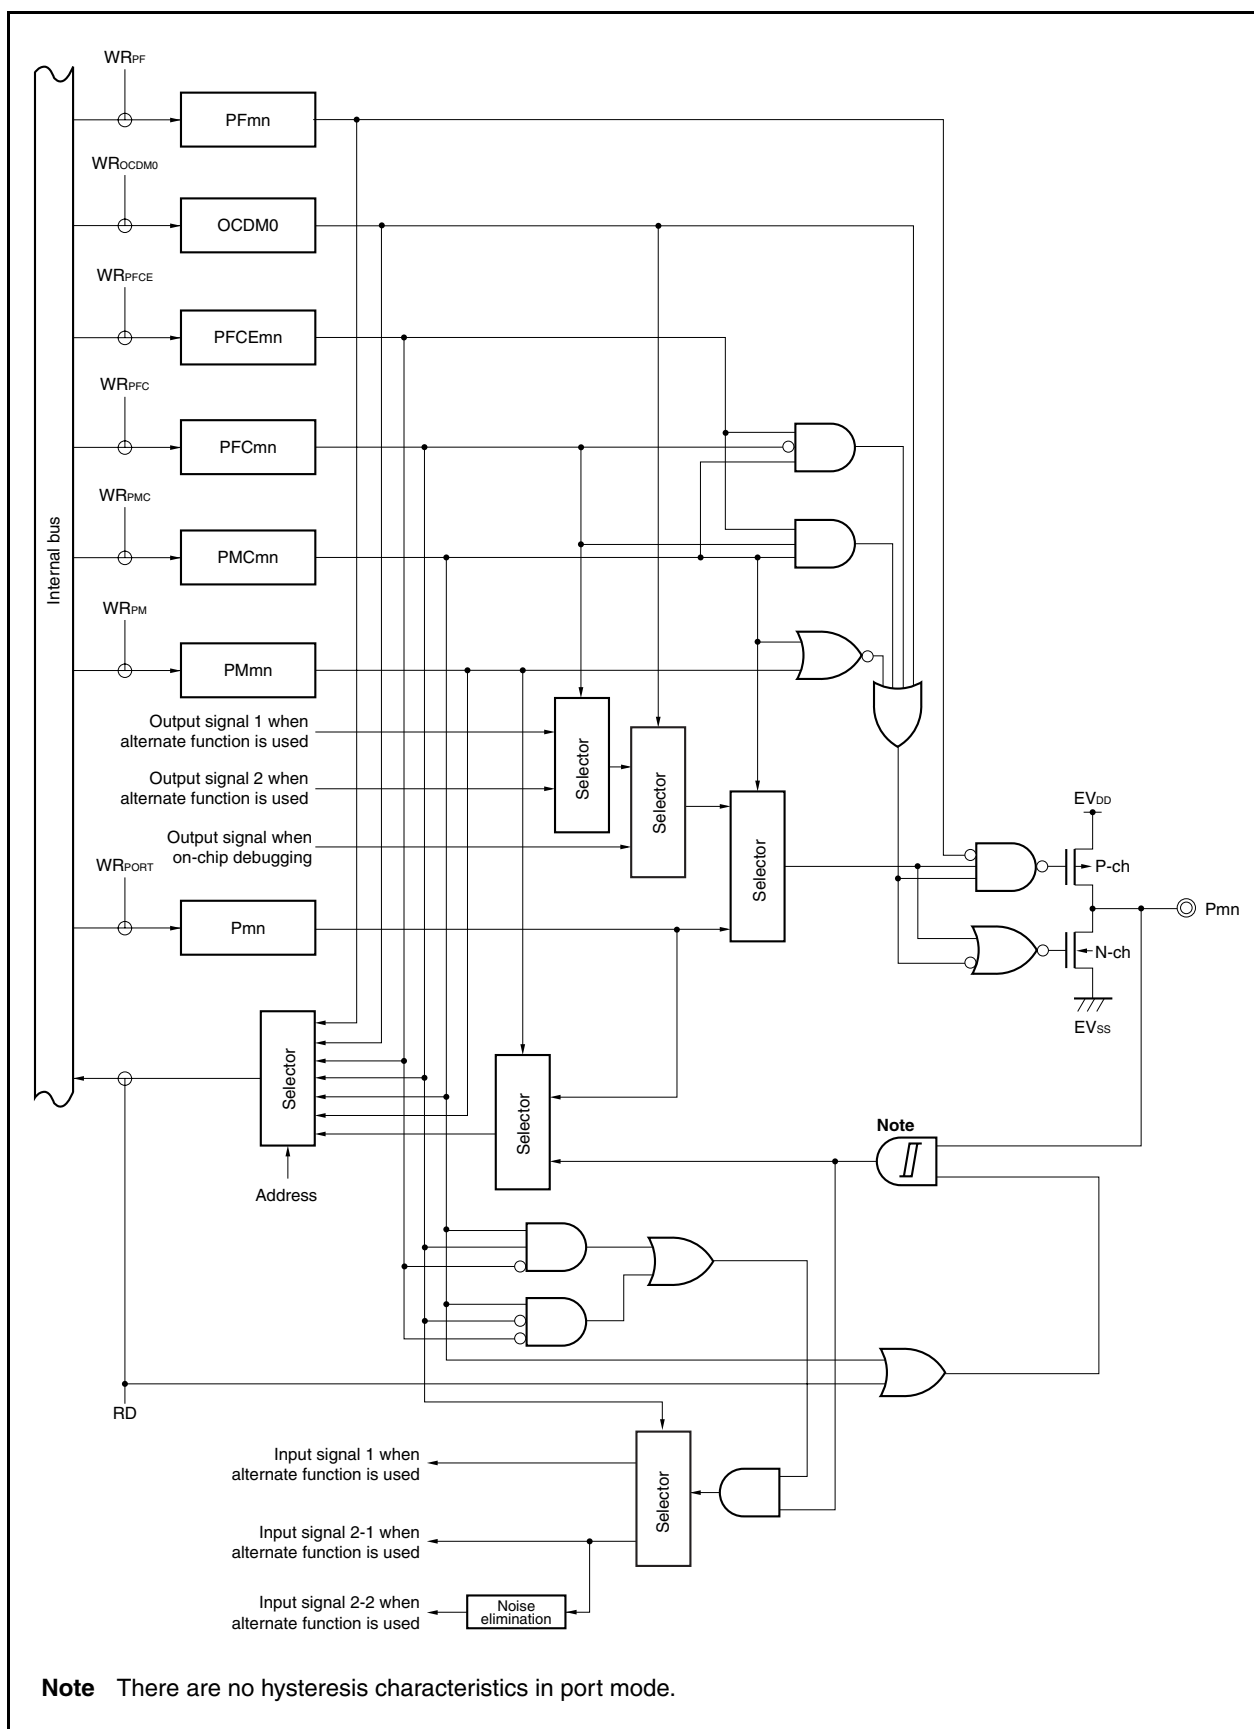 WRPF
PFmn
WROCDM0
OCDM0
WRPFCE
PFCEmn
WRPFC
PFCmn
WRPMC
PMCmn
Internal bus
WRPM
PMmn
Output signal 1 when
alternate function is used
Output signal 2 when
alternate function is used
Output signal when
on-chip debugging
Selector
Selector
Selector
WRPORT
Pmn
EVDD
P-ch
Pmn
N-ch
EVSS
Selector
Address
Selector
Note
RD
Input signal 1 when
alternate function is used
Input signal 2-1 when
alternate function is used
Input signal 2-2 when
alternate function is used
Selector
Noise
elimination
Note There are no hysteresis characteristics in port mode.